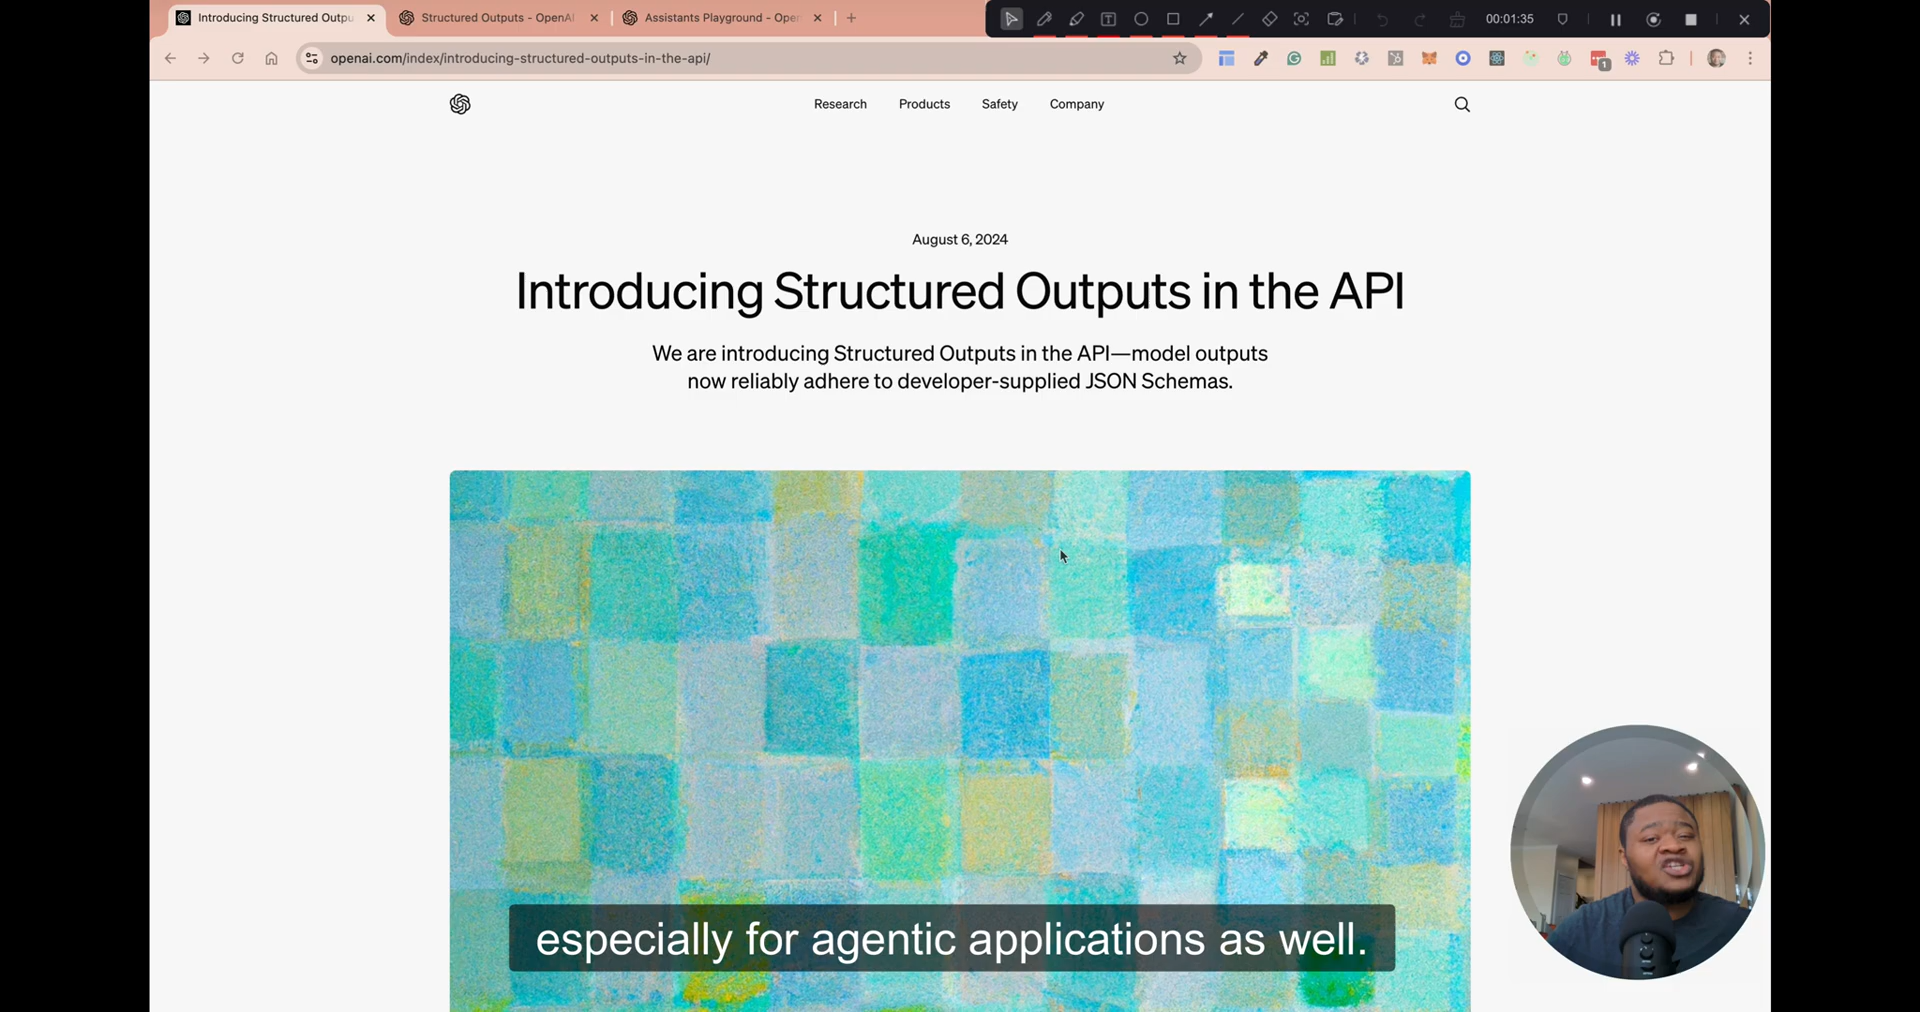 Introducing Structured Outpu
Structured Outputs - OpenAI
Assistants Playground - Open
00:01:35
openai.com/index/introducing-structured-outputs-in-the-api/
1
Research
Products
Safety
Company
August 6, 2024
Introducing Structured Outputs in the API
We are introducing Structured Outputs in the API—model outputs
now reliably adhere to developer-supplied JSON Schemas.
especially for agentic applications as well.